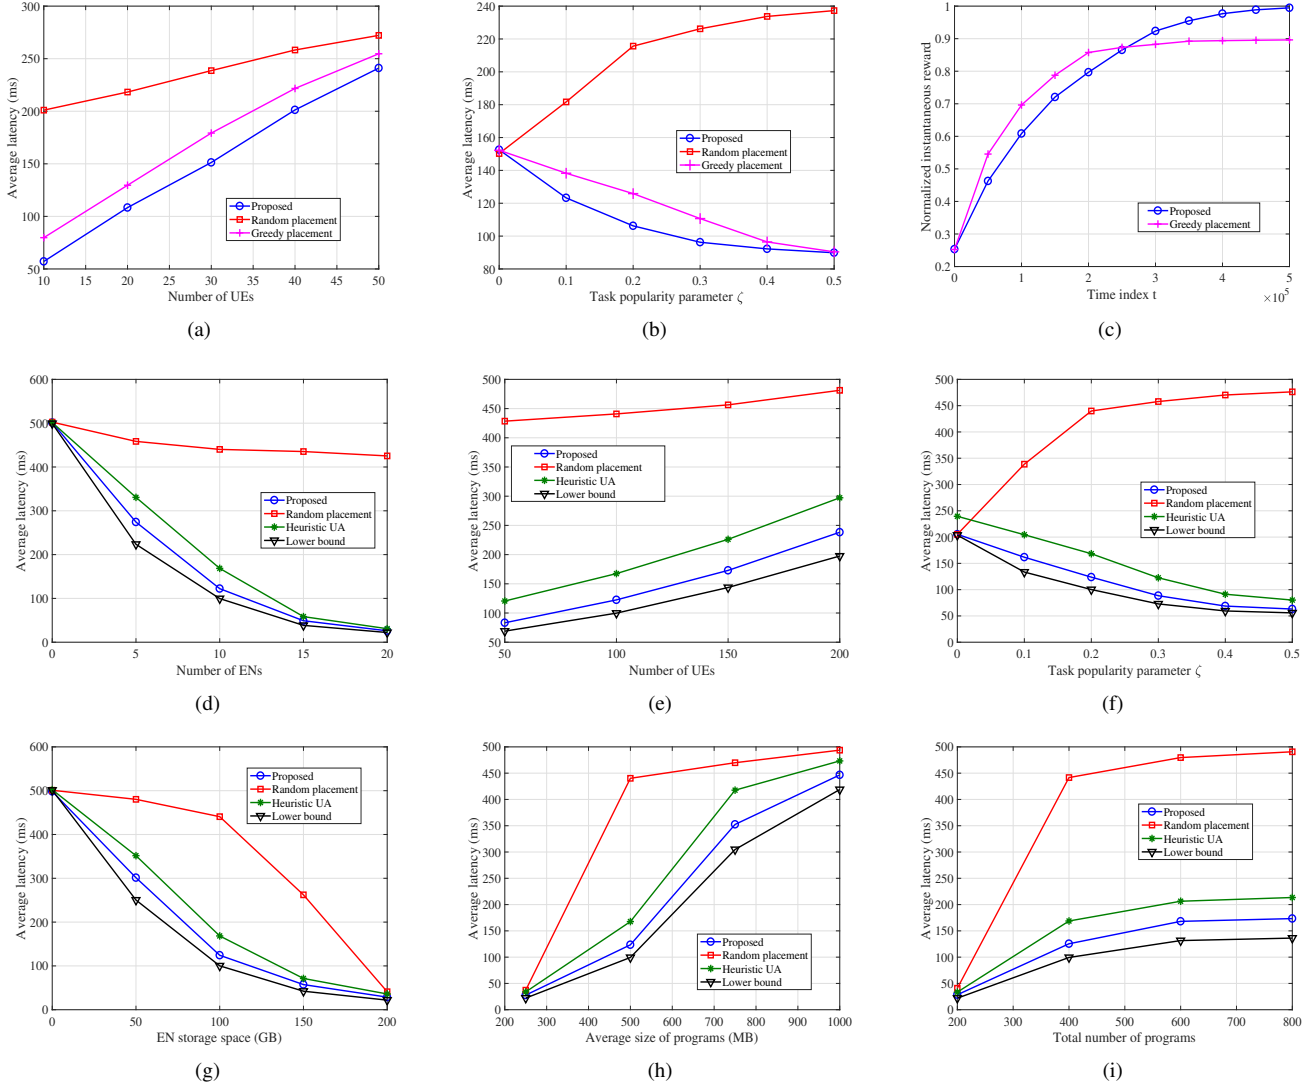 300
250
200
150
100
50
10 15 20 25 30 35 40 45 50
Average latency (ms)
Number of UEs
Proposed
Random placement
Greedy placement
(a)
240
220
200
180
160
140
120
100
80
0 0.1 0.2 0.3 0.4 0.5
Average latency (ms)
Task popularity parameter ζ
Proposed
Random placement
Greedy placement
(b)
1
0.9
0.8
0.7
0.6
0.5
0.4
0.3
0.2
0 1 2 3 4 5
×10⁵
Normalized instantaneous reward
Time index t
Proposed
Greedy placement
(c)
600
500
400
300
200
100
0
0 5 10 15 20
Average latency (ms)
Number of ENs
Proposed
Random placement
Heuristic UA
Lower bound
(d)
500
450
400
350
300
250
200
150
100
50
50 100 150 200
Average latency (ms)
Number of UEs
Proposed
Random placement
Heuristic UA
Lower bound
(e)
500
450
400
350
300
250
200
150
100
50
0
0 0.1 0.2 0.3 0.4 0.5
Average latency (ms)
Task popularity parameter ζ
Proposed
Random placement
Heuristic UA
Lower bound
(f)
600
500
400
300
200
100
0
0 50 100 150 200
Average latency (ms)
EN storage space (GB)
Proposed
Random placement
Heuristic UA
Lower bound
(g)
500
450
400
350
300
250
200
150
100
50
0
200 300 400 500 600 700 800 900 1000
Average latency (ms)
Average size of programs (MB)
Proposed
Random placement
Heuristic UA
Lower bound
(h)
500
450
400
350
300
250
200
150
100
50
0
200 300 400 500 600 700 800
Average latency (ms)
Total number of programs
Proposed
Random placement
Heuristic UA
Lower bound
(i)